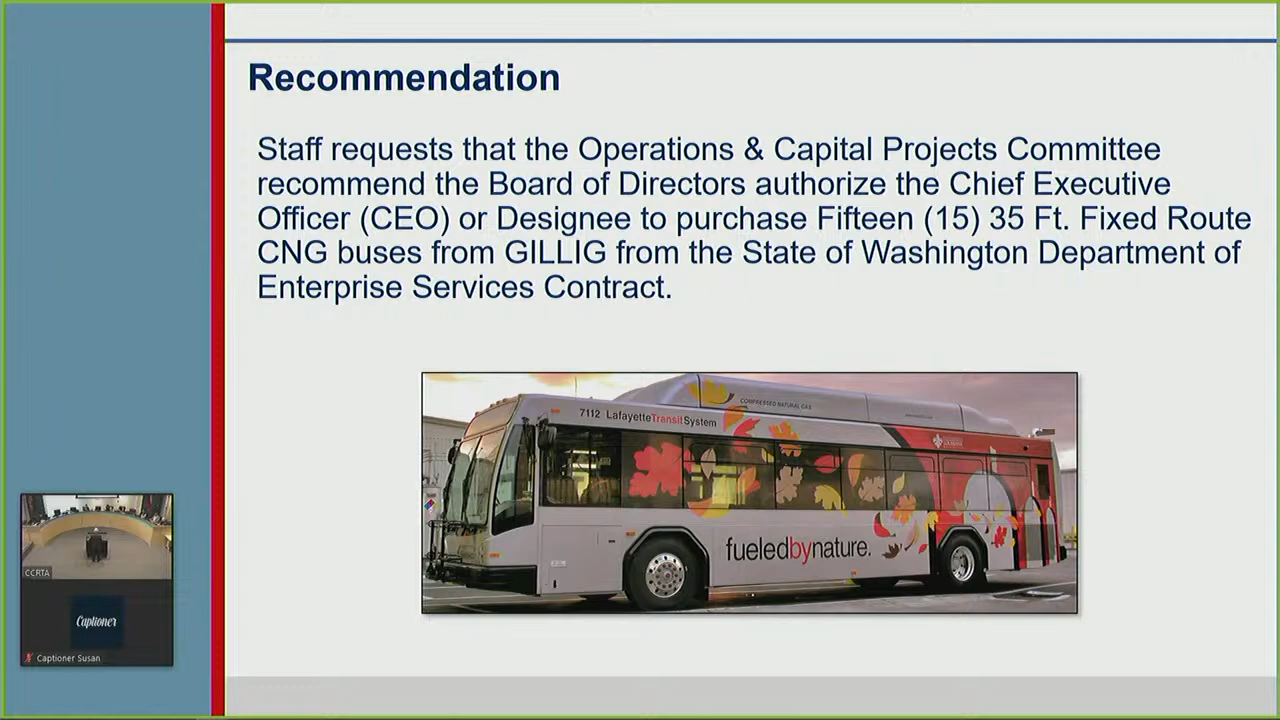 Recommendation
Staff requests that the Operations & Capital Projects Committee
recommend the Board of Directors authorize the Chief Executive
Officer (CEO) or Designee to purchase Fifteen (15) 35 Ft. Fixed Route
CNG buses from GILLIG from the State of Washington Department of
Enterprise Services Contract.
COMPRESSED NATURAL GAS
7112 LafayetteTransitSystem
fueledbynature.
CCRTA
Captioner
Captioner Susan